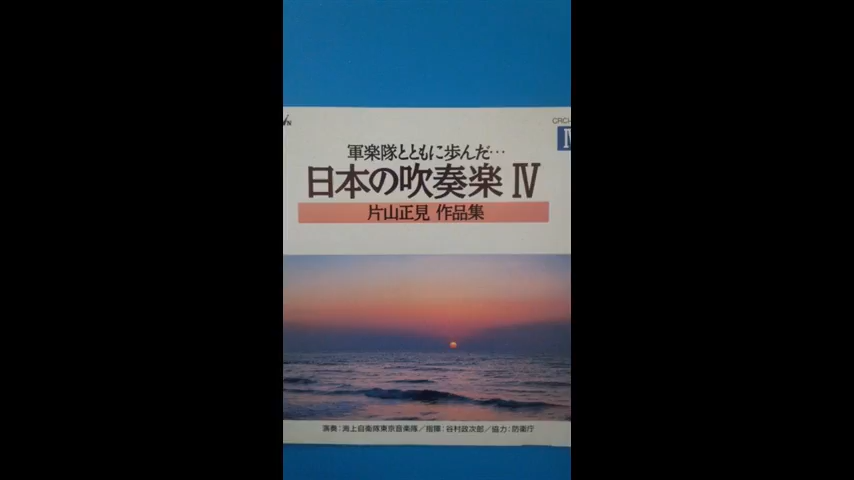 CRCI-
IV
軍楽隊とともに歩んだ…
日本の吹奏楽 IV
片山正見 作品集
演奏：海上自衛隊東京音楽隊／指揮：谷村政次郎／協力：防衛庁